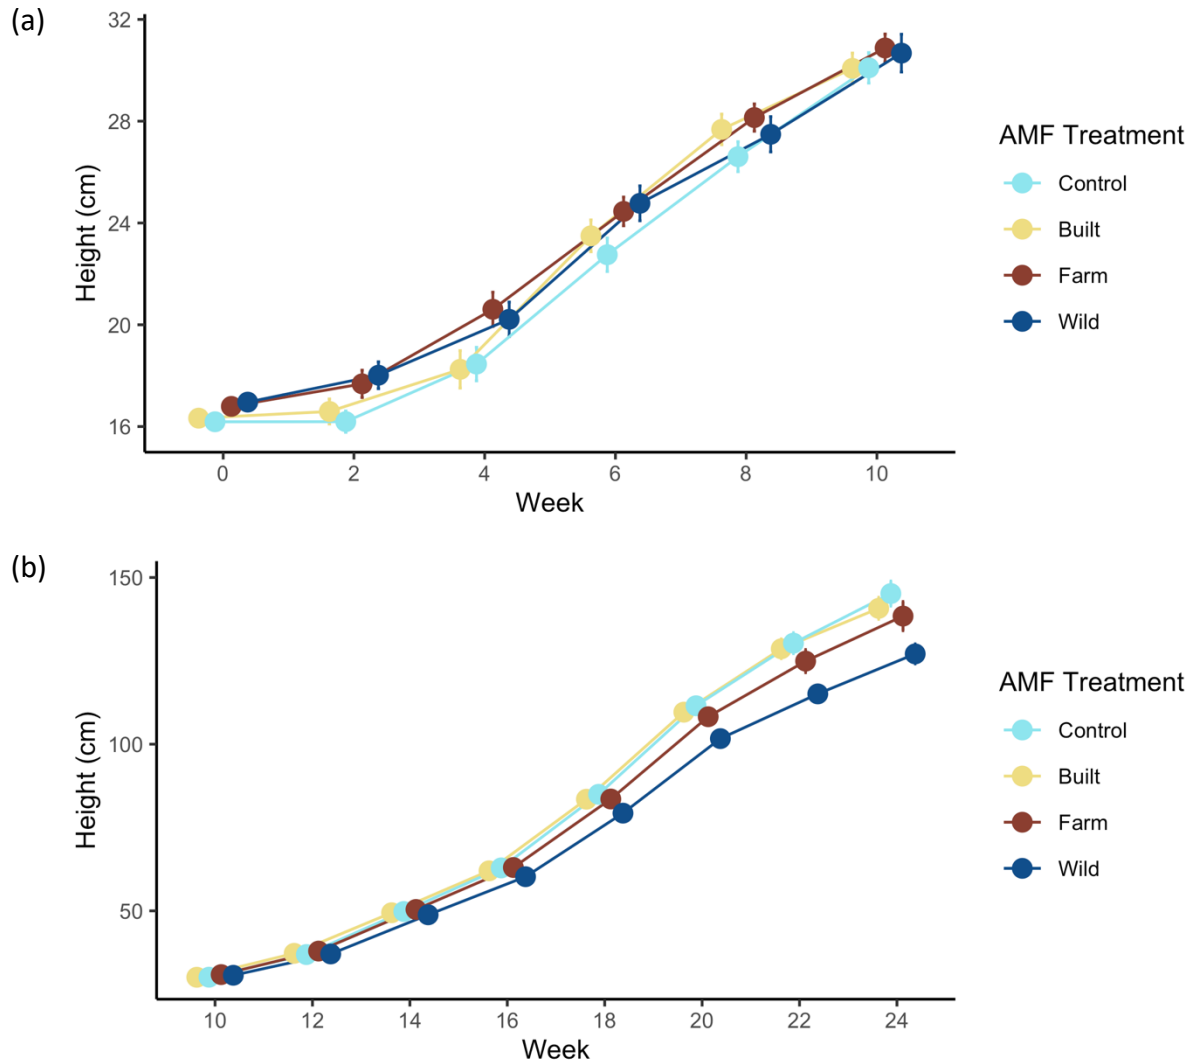 (a)
32
28
24
20
16
Height (cm)
0 2 4 6 8 10
Week
AMF Treatment
Control
Built
Farm
Wild
(b)
150
100
50
Height (cm)
10 12 14 16 18 20 22 24
Week
AMF Treatment
Control
Built
Farm
Wild